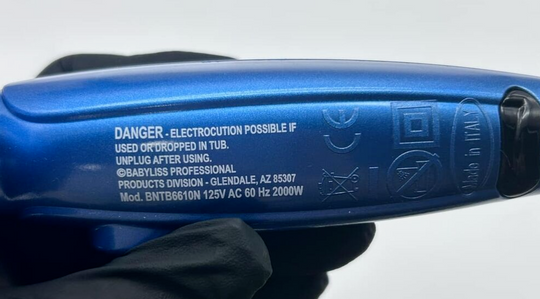 DANGER - ELECTROCUTION POSSIBLE IF
USED OR DROPPED IN TUB.
UNPLUG AFTER USING.
©BABYLISS PROFESSIONAL
PRODUCTS DIVISION - GLENDALE, AZ 85307
Mod. BNTB6610N 125V AC 60 Hz 2000W
CE
Made in ITALY